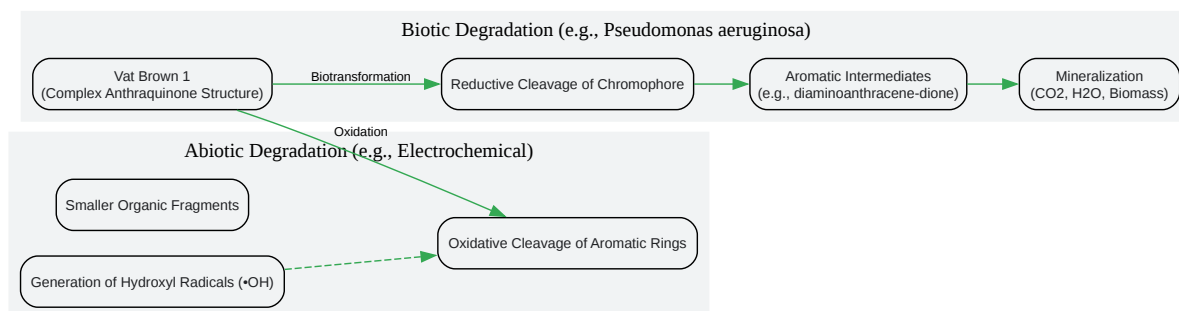 Biotic Degradation (e.g., Pseudomonas aeruginosa)
Vat Brown 1
(Complex Anthraquinone Structure)
Biotransformation
Reductive Cleavage of Chromophore
Aromatic Intermediates
(e.g., diaminoanthracene-dione)
Mineralization
(CO2, H2O, Biomass)
Oxidation
Abiotic Degradation (e.g., Electrochemical)
Smaller Organic Fragments
Oxidative Cleavage of Aromatic Rings
Generation of Hydroxyl Radicals (•OH)